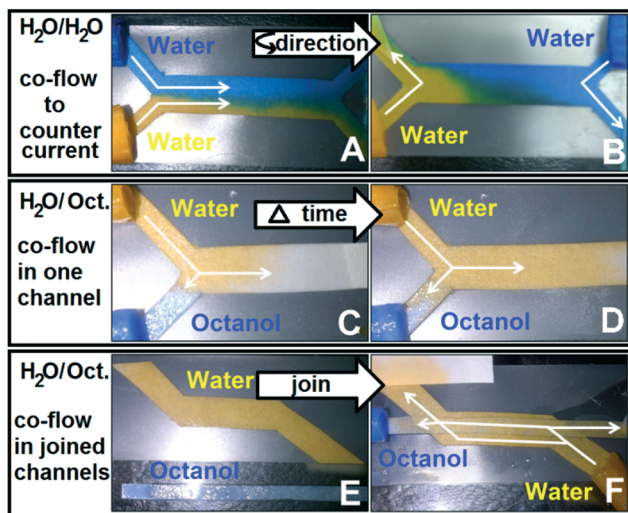 H₂O/H₂O
co-flow
to
counter
current
Water
Water
A
direction
Water
Water
B
H₂O/Oct.
co-flow
in one
channel
Water
Octanol
C
Δ time
Water
Octanol
D
H₂O/Oct.
co-flow
in joined
channels
Water
Octanol
E
join
Octanol
Water
F